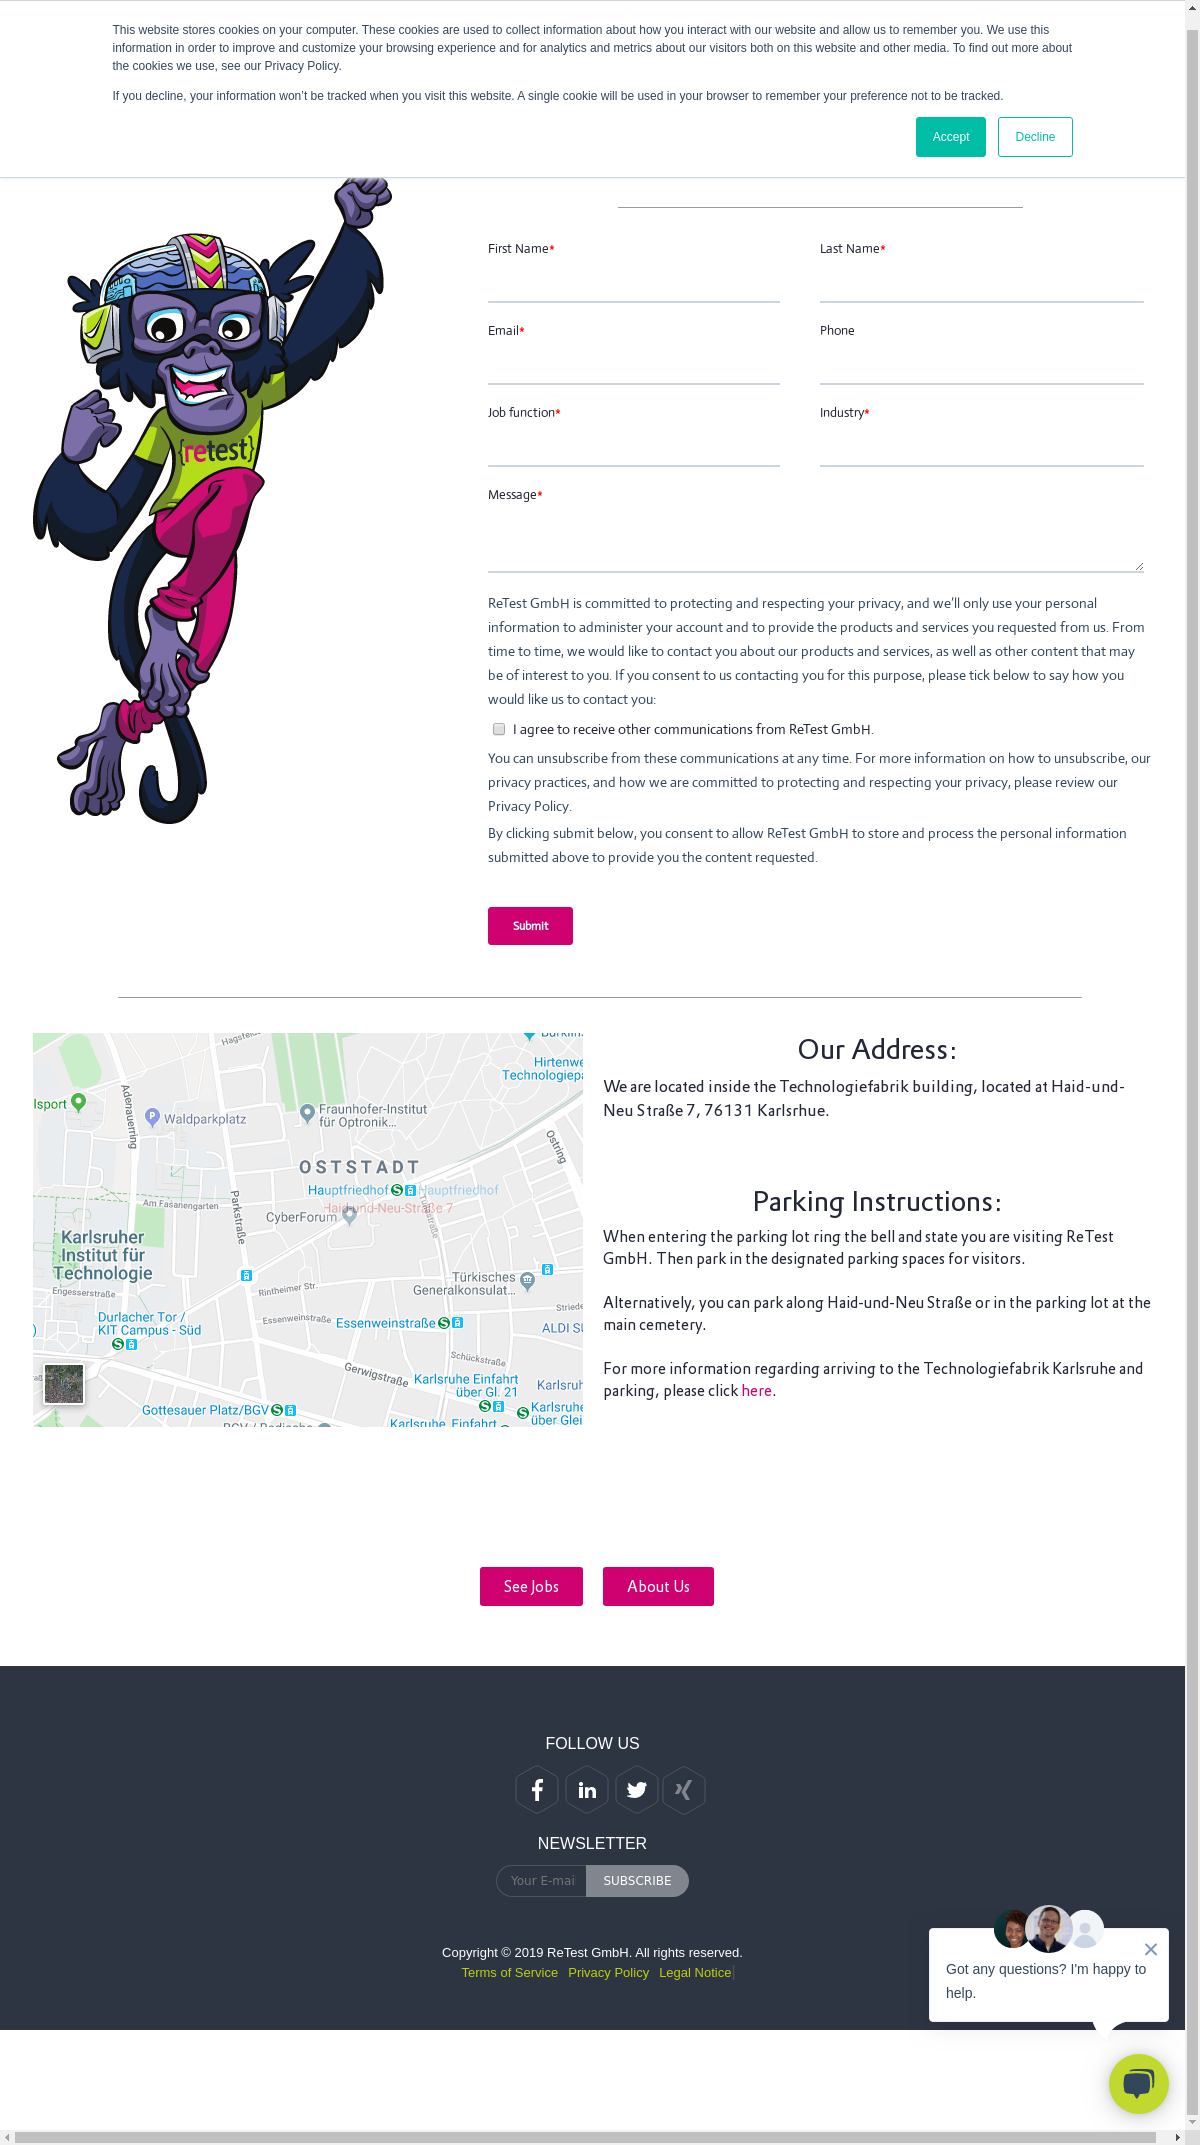 This website stores cookies on your computer. These cookies are used to collect information about how you interact with our website and allow us to remember you. We use this
information in order to improve and customize your browsing experience and for analytics and metrics about our visitors both on this website and other media. To find out more about
the cookies we use, see our Privacy Policy.
If you decline, your information won't be tracked when you visit this website. A single cookie will be used in your browser to remember your preference not to be tracked.
Accept
Decline
{retest}
First Name*
Last Name*
Email*
Phone
Job function*
Industry*
Message*
ReTest GmbH is committed to protecting and respecting your privacy, and we'll only use your personal
information to administer your account and to provide the products and services you requested from us. From
time to time, we would like to contact you about our products and services, as well as other content that may
be of interest to you. If you consent to us contacting you for this purpose, please tick below to say how you
would like us to contact you:
I agree to receive other communications from ReTest GmbH.
You can unsubscribe from these communications at any time. For more information on how to unsubscribe, our
privacy practices, and how we are committed to protecting and respecting your privacy, please review our
Privacy Policy.
By clicking submit below, you consent to allow ReTest GmbH to store and process the personal information
submitted above to provide you the content requested.
Submit
Hagsfeld
Hirtenwe
Technologiepa
Adenauerring
lsport
P
Waldparkplatz
Fraunhofer-Institut
für Optronik...
Ostring
OSTSTADT
Hauptfriedhof
S
Hauptfriedhof
Haid-und-Neu-Straße 7
Am Fasanengarten
Parkstraße
CyberForum
Karlsruher
Institut für
Technologie
Engesserstraße
Türkisches
Generalkonsulat...
Rintheimer Str.
Essenweinstraße
Essenweinstraße
S
Striede
ALDI SÜ
Durlacher Tor /
KIT Campus - Süd
S
Schückstraße
Gerwigstraße
Karlsruhe Einfahrt
über Gl. 21
S
Karlsruhe
Gottesauer Platz/BGV
S
Karlsruhe
über Glei
S
Karlsruhe Einfahrt
Our Address:
We are located inside the Technologiefabrik building, located at Haid-und-
Neu Straße 7, 76131 Karlsrhue.
Parking Instructions:
When entering the parking lot ring the bell and state you are visiting ReTest
GmbH. Then park in the designated parking spaces for visitors.
Alternatively, you can park along Haid-und-Neu Straße or in the parking lot at the
main cemetery.
For more information regarding arriving to the Technologiefabrik Karlsruhe and
parking, please click here.
See Jobs
About Us
FOLLOW US
NEWSLETTER
Your E-mai
SUBSCRIBE
Copyright © 2019 ReTest GmbH. All rights reserved.
Terms of Service Privacy Policy Legal Notice
Got any questions? I'm happy to
help.